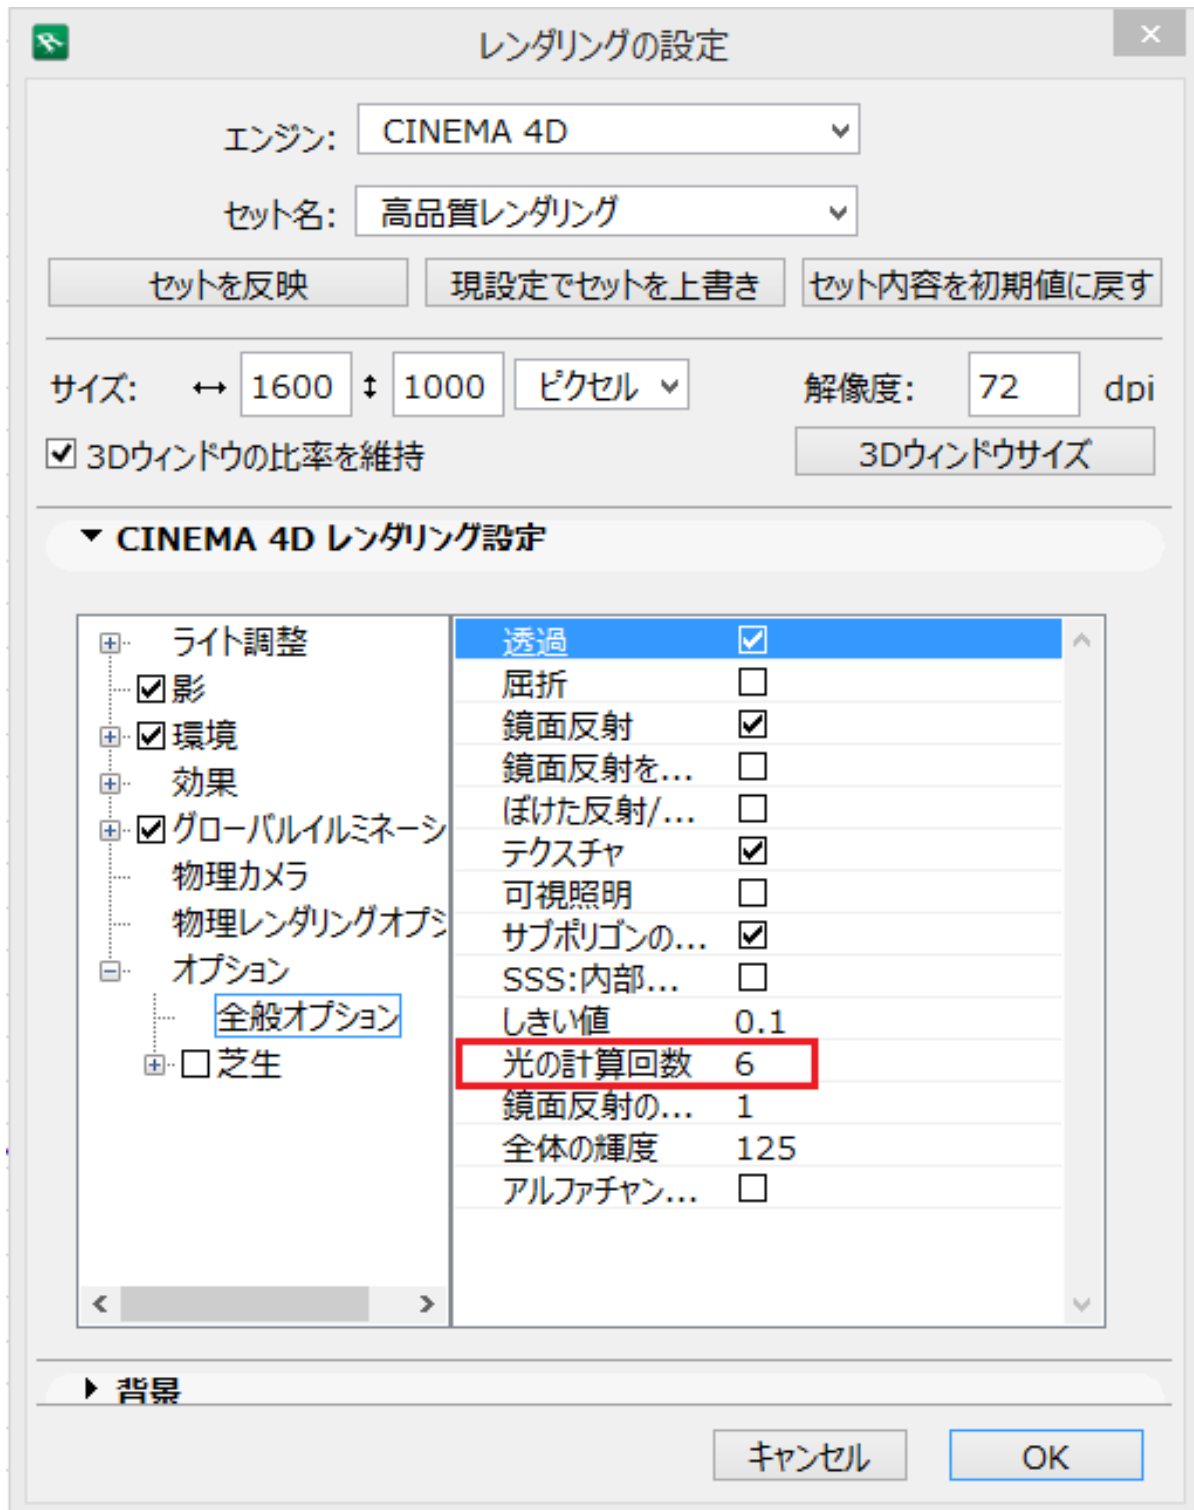 レンダリングの設定
エンジン: CINEMA 4D
セット名: 高品質レンダリング
セットを反映 現設定でセットを上書き セット内容を初期値に戻す
サイズ: 1600 1000 ピクセル 解像度: 72 dpi
3Dウィンドウの比率を維持 3Dウィンドウサイズ
CINEMA 4D レンダリング設定
ライト調整
影
環境
効果
グローバルイルミネーシ
物理カメラ
物理レンダリングオプシ
オプション
全般オプション
芝生
透過
屈折
鏡面反射
鏡面反射を...
ぼけた反射/...
テクスチャ
可視照明
サブポリゴンの...
SSS:内部...
しきい値 0.1
光の計算回数 6
鏡面反射の... 1
全体の輝度 125
アルファチャン...
背景
キャンセル OK